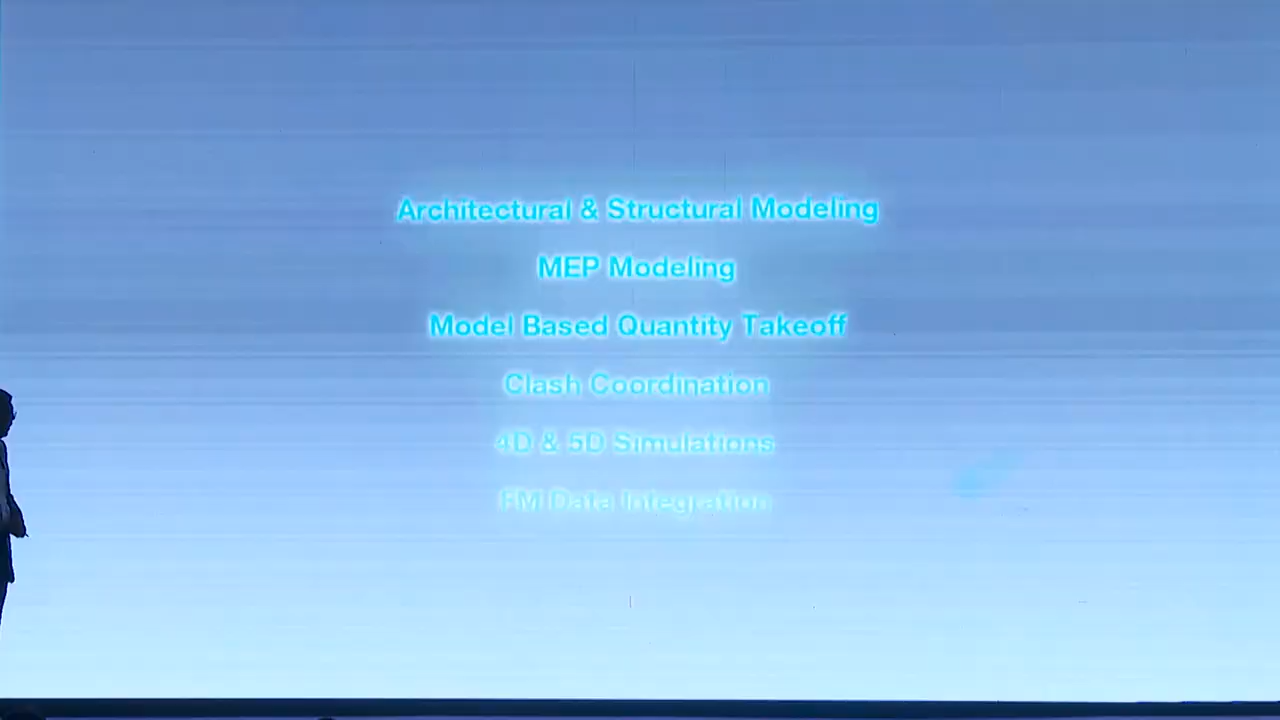 Architectural & Structural Modeling
MEP Modeling
Model Based Quantity Takeoff
Clash Coordination
4D & 5D Simulations
FM Data Integration